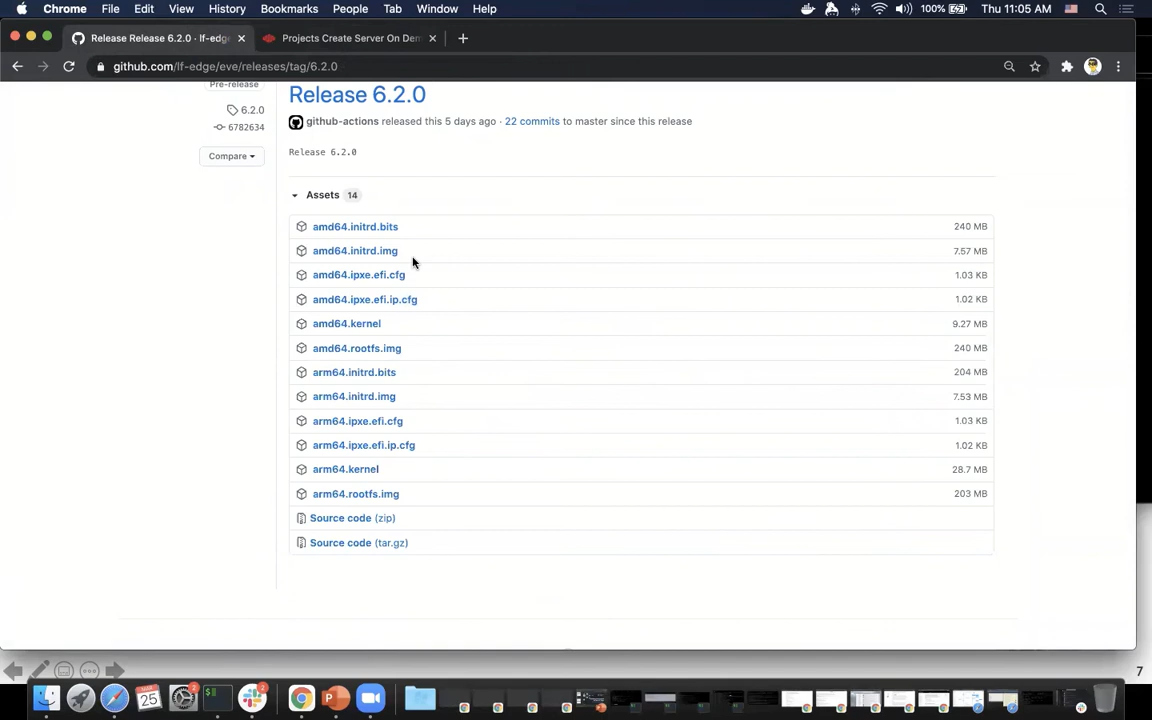 Chrome File Edit View History Bookmarks People Tab Window Help 100% Thu 11:05 AM
Release Release 6.2.0 · lf-edge Projects Create Server On Dem
github.com/lf-edge/eve/releases/tag/6.2.0
Pre-release
Release 6.2.0
6.2.0
github-actions released this 5 days ago · 22 commits to master since this release
6782634
Release 6.2.0
Compare
Assets 14
amd64.initrd.bits 240 MB
amd64.initrd.img 7.57 MB
amd64.ipxe.efi.cfg 1.03 KB
amd64.ipxe.efi.ip.cfg 1.02 KB
amd64.kernel 9.27 MB
amd64.rootfs.img 240 MB
arm64.initrd.bits 204 MB
arm64.initrd.img 7.53 MB
arm64.ipxe.efi.cfg 1.03 KB
arm64.ipxe.efi.ip.cfg 1.02 KB
arm64.kernel 28.7 MB
arm64.rootfs.img 203 MB
Source code (zip)
Source code (tar.gz)
7
25